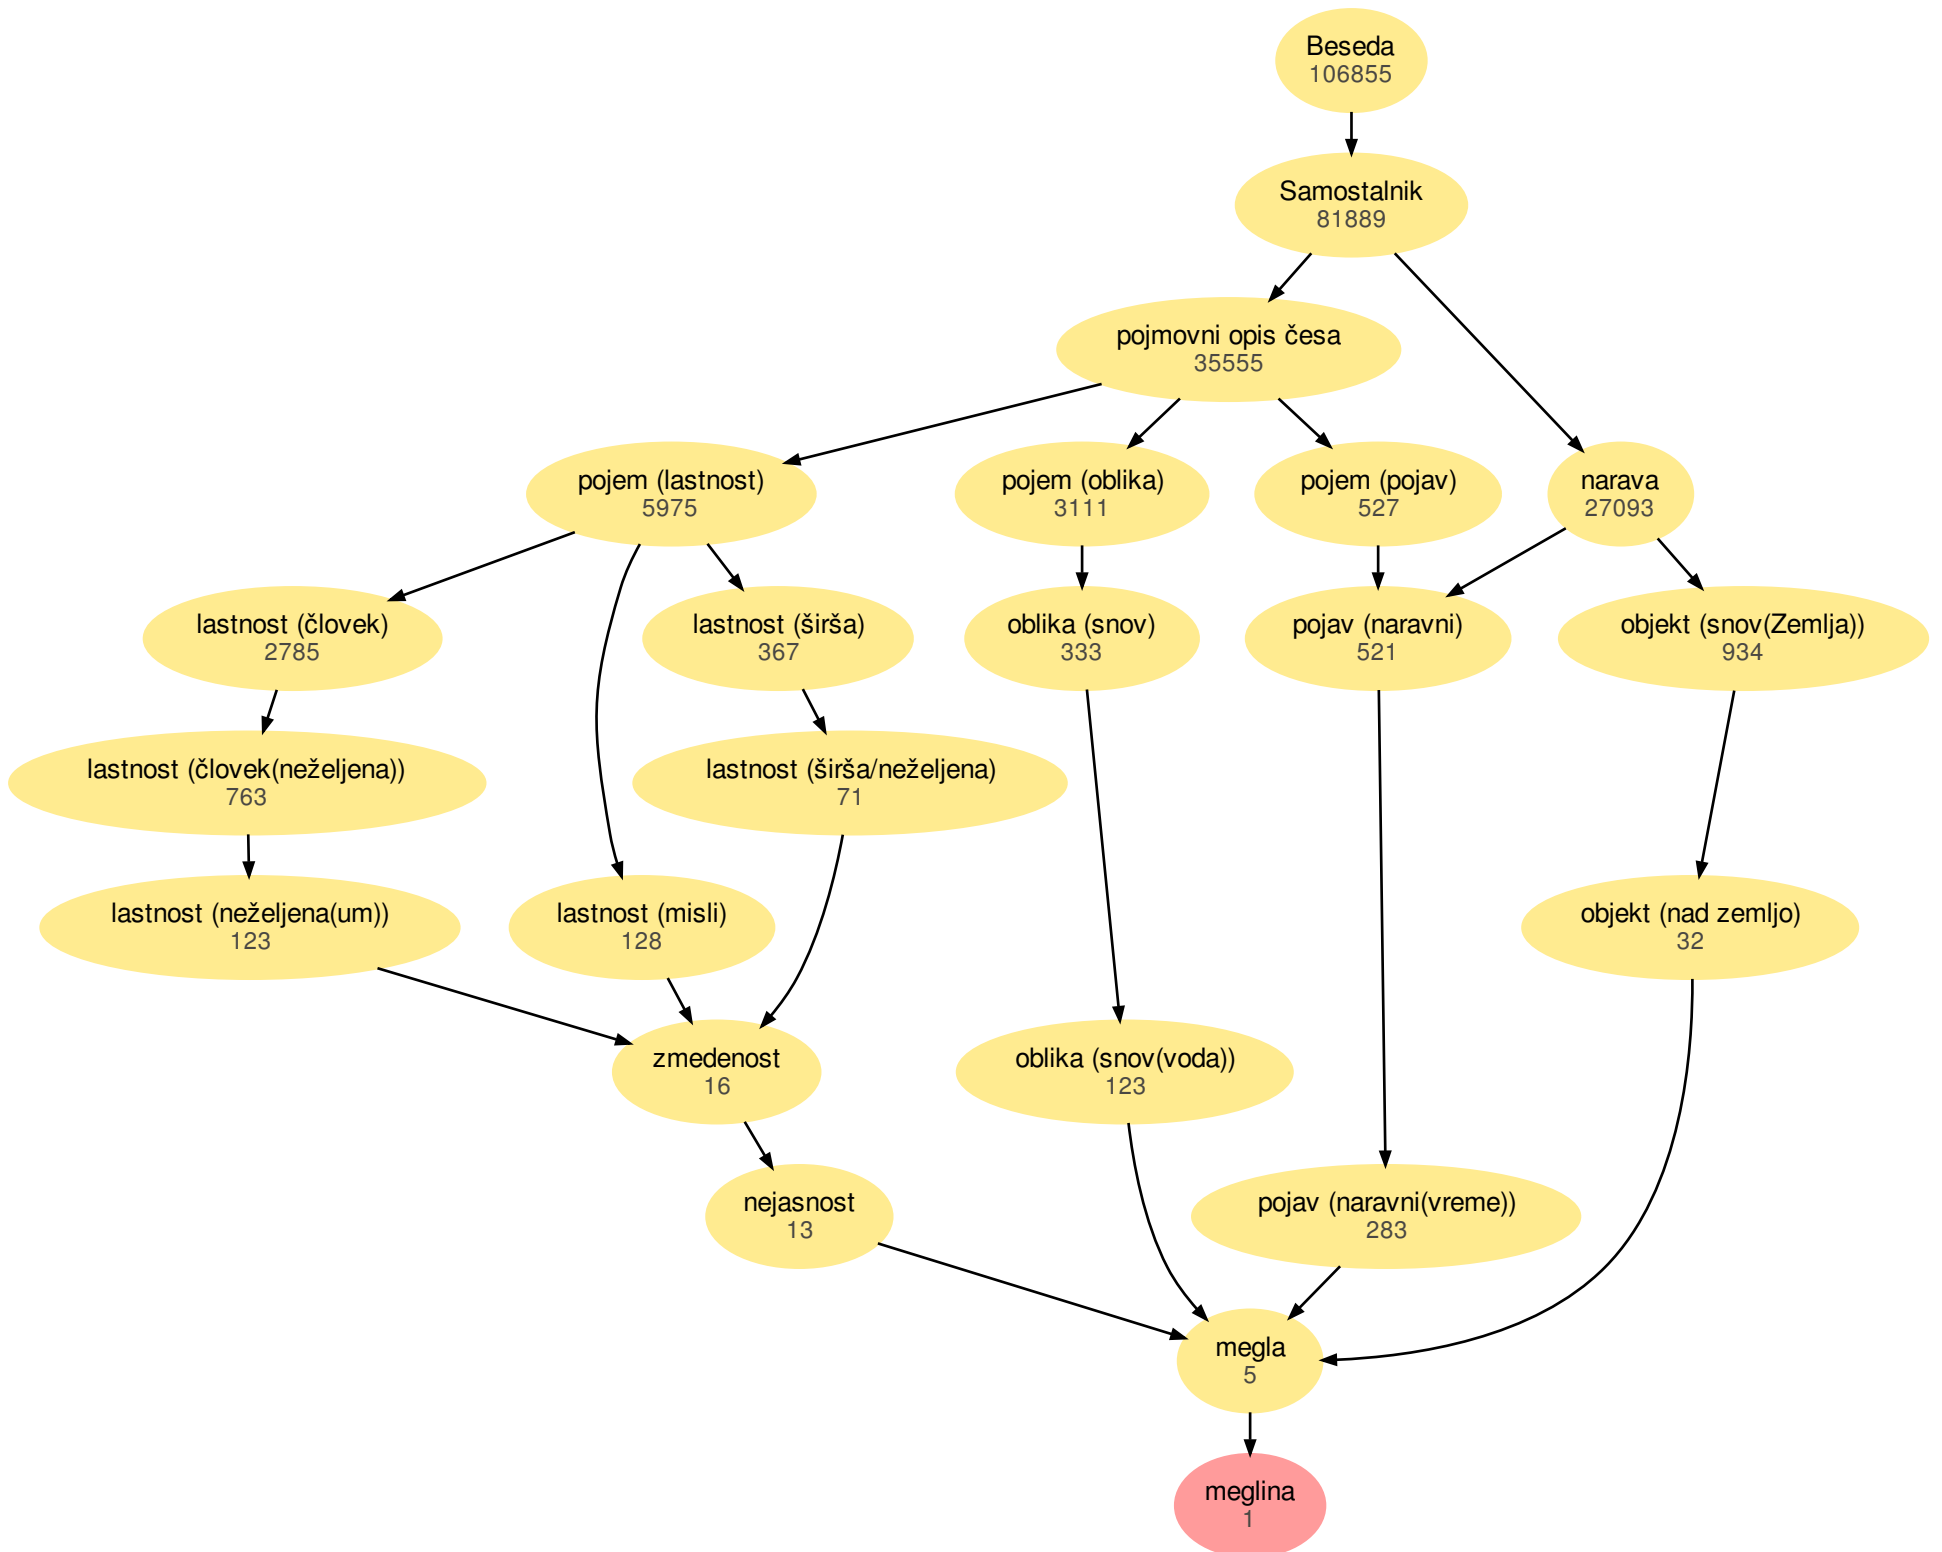 Beseda
106855
Samostalnik
81889
pojmovni opis česa
35555
pojem (lastnost)
5975
pojem (oblika)
3111
pojem (pojav)
527
narava
27093
lastnost (človek)
2785
lastnost (širša)
367
oblika (snov)
333
pojav (naravni)
521
objekt (snov(Zemlja))
934
lastnost (človek(neželjena))
763
lastnost (širša/neželjena)
71
lastnost (neželjena(um))
123
lastnost (misli)
128
objekt (nad zemljo)
32
zmedenost
16
oblika (snov(voda))
123
nejasnost
13
pojav (naravni(vreme))
283
megla
5
meglina
1